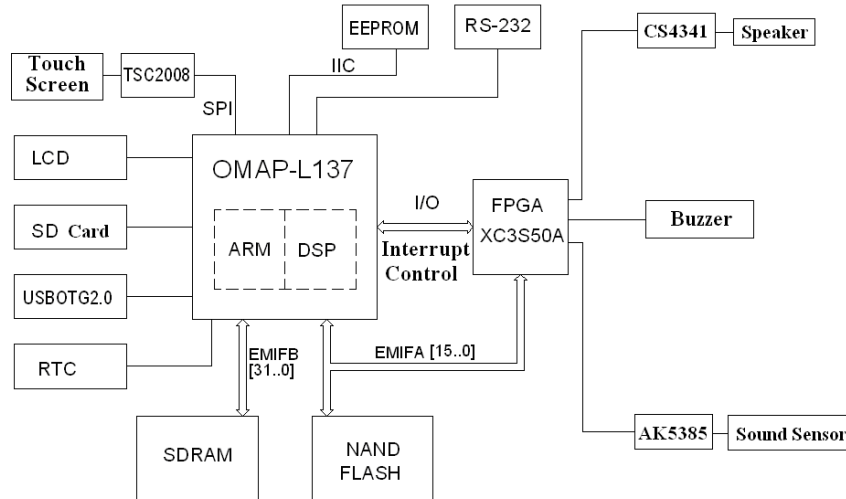 EEPROM
RS-232
CS4341
Speaker
Touch
Screen
TSC2008
IIC
SPI
LCD
OMAP-L137
I/O
FPGA
XC3S50A
Buzzer
SD Card
ARM
DSP
Interrupt
Control
USBOTG2.0
RTC
EMIFB
[31..0]
EMIFA [15..0]
SDRAM
NAND
FLASH
AK5385
Sound Sensor